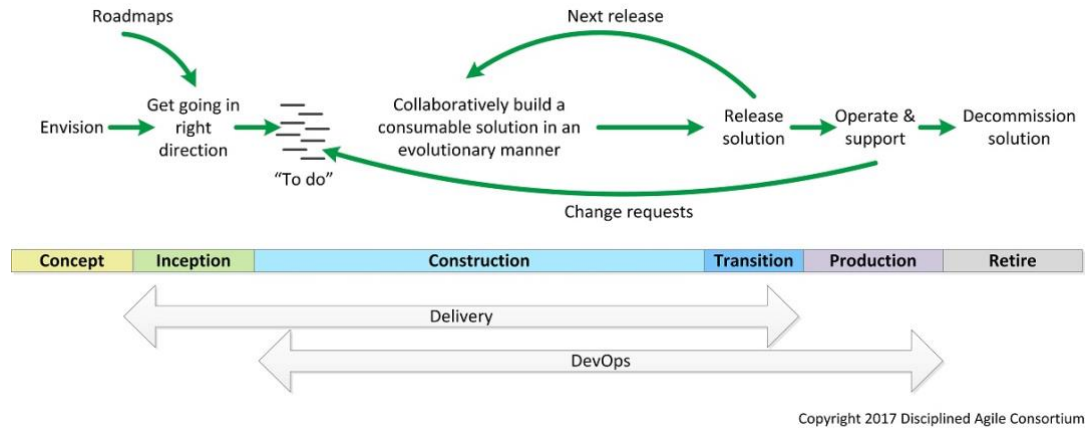 Roadmaps
Next release
Envision
Get going in
right
direction
“To do”
Collaboratively build a
consumable solution in an
evolutionary manner
Release
solution
Operate &
support
Decommission
solution
Change requests
Concept
Inception
Construction
Transition
Production
Retire
Delivery
DevOps
Copyright 2017 Disciplined Agile Consortium